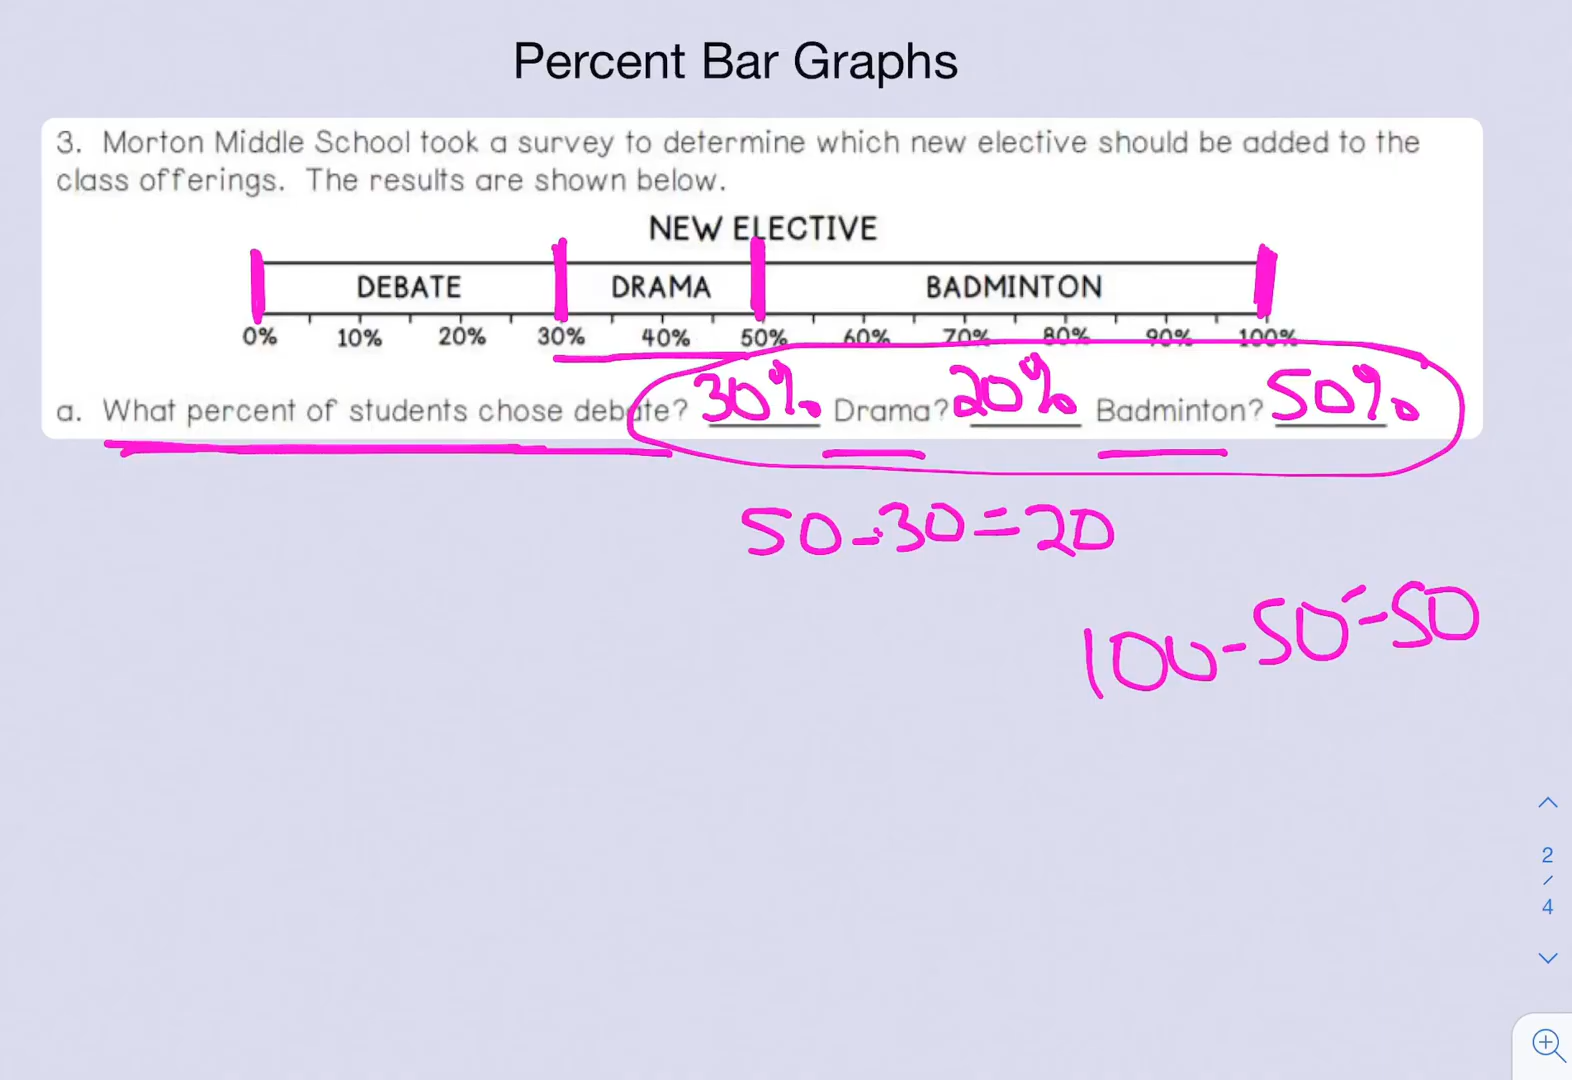 Percent Bar Graphs
3. Morton Middle School took a survey to determine which new elective should be added to the
class offerings. The results are shown below.
NEW ELECTIVE
DEBATE DRAMA BADMINTON
0% 10% 20% 30% 40% 50% 60% 70% 80% 90% 100%
a. What percent of students chose debate? 30% Drama? 20% Badminton? 50%
50-30=20
100-50=50
2
/
4